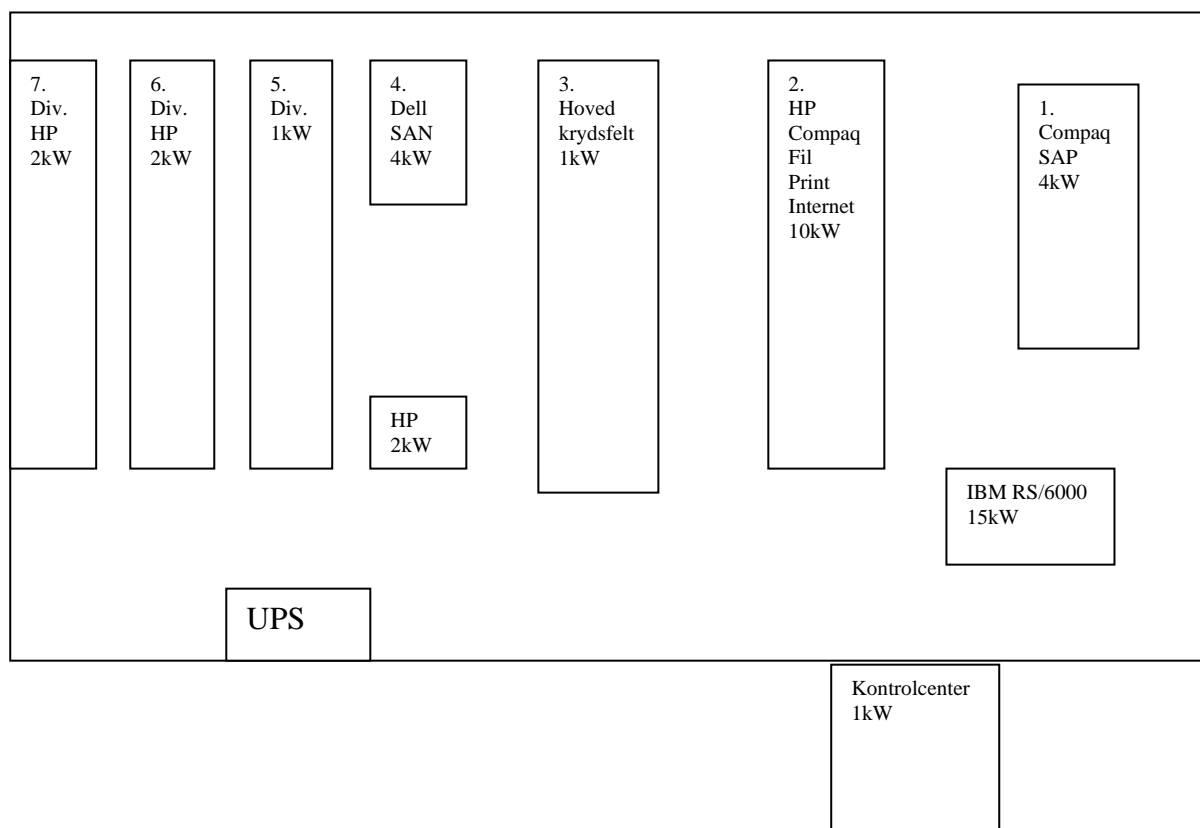 7.
Div.
HP
2kW
6.
Div.
HP
2kW
5.
Div.
1kW
4.
Dell
SAN
4kW
3.
Hoved
krydsfelt
1kW
2.
HP
Compaq
Fil
Print
Internet
10kW
1.
Compaq
SAP
4kW
HP
2kW
IBM RS/6000
15kW
UPS
Kontrolcenter
1kW